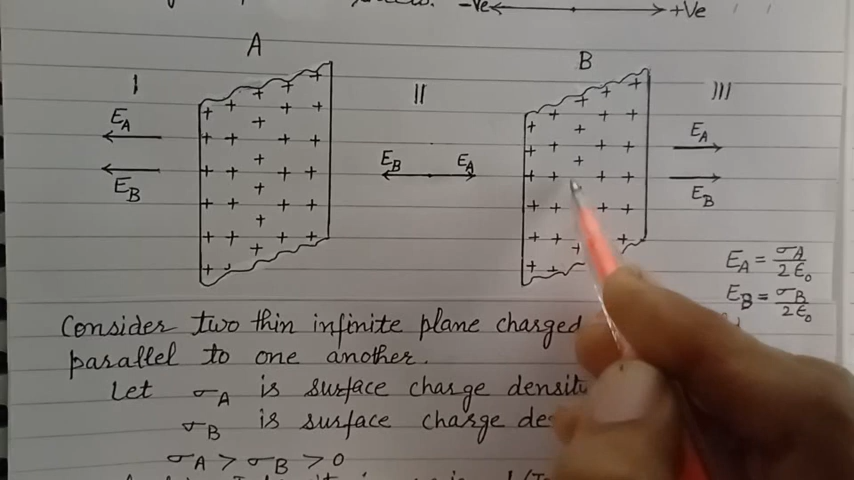 -Ve +Ve
A
B
I
II
III
E_A
E_B
E_B E_A
E_A
E_B
E_A = σ_A / 2ε₀
E_B = σ_B / 2ε₀
Consider two thin infinite plane charged
parallel to one another.
Let σ_A is surface charge
σ_B is surface charge
σ_A > σ_B > 0